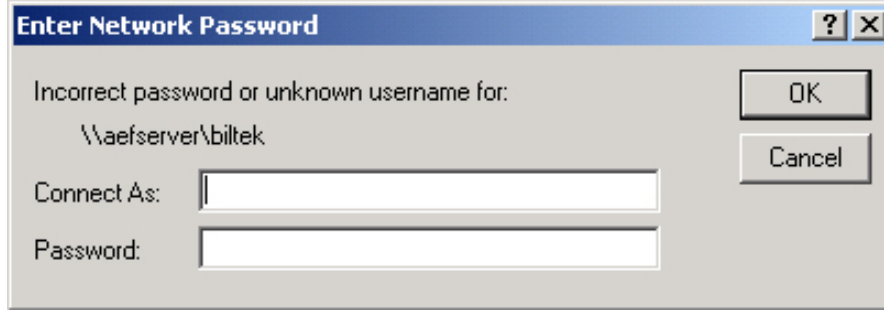 Enter Network Password
Incorrect password or unknown username for:
\\aefserver\biltek
Connect As:
Password:
OK
Cancel